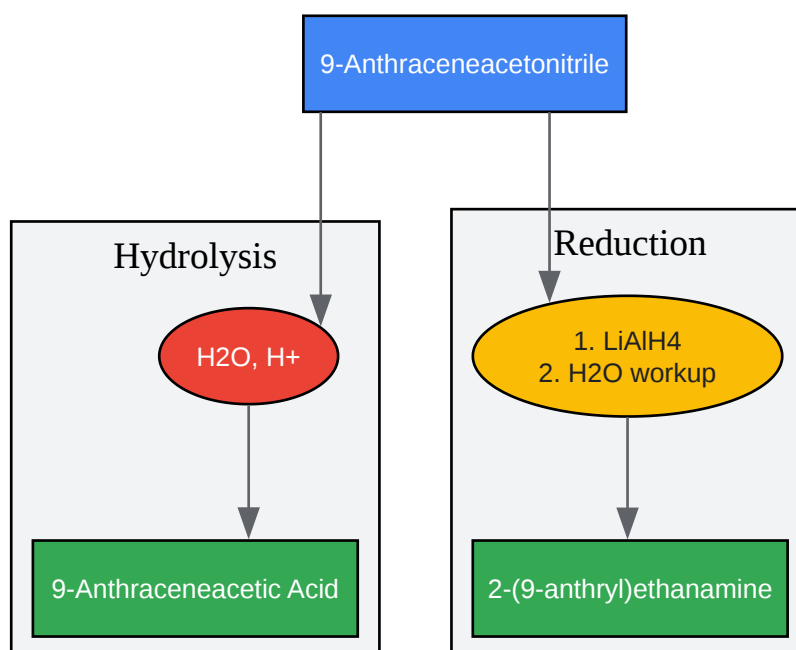 9-Anthraceneacetonitrile
Hydrolysis
Reduction
H2O, H+
1. LiAlH4
2. H2O workup
9-Anthraceneacetic Acid
2-(9-anthryl)ethanamine